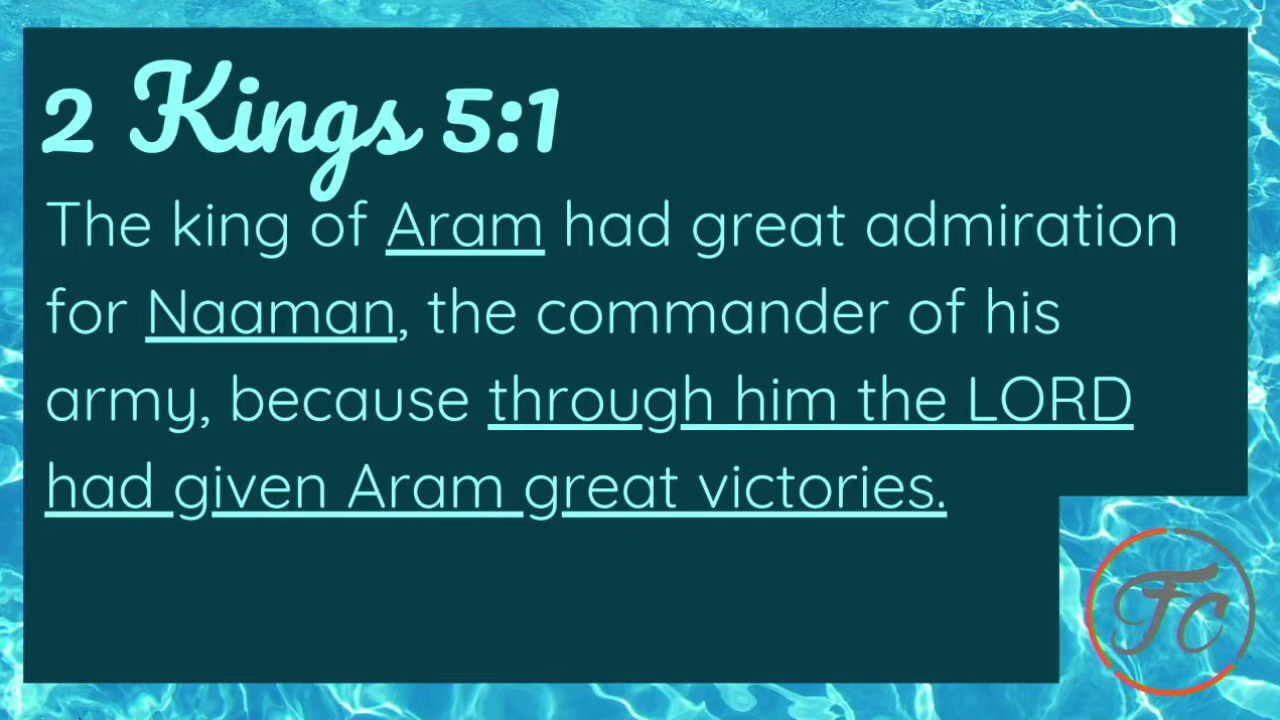 2 Kings 5:1
The king of Aram had great admiration
for Naaman, the commander of his
army, because through him the LORD
had given Aram great victories.
Fc